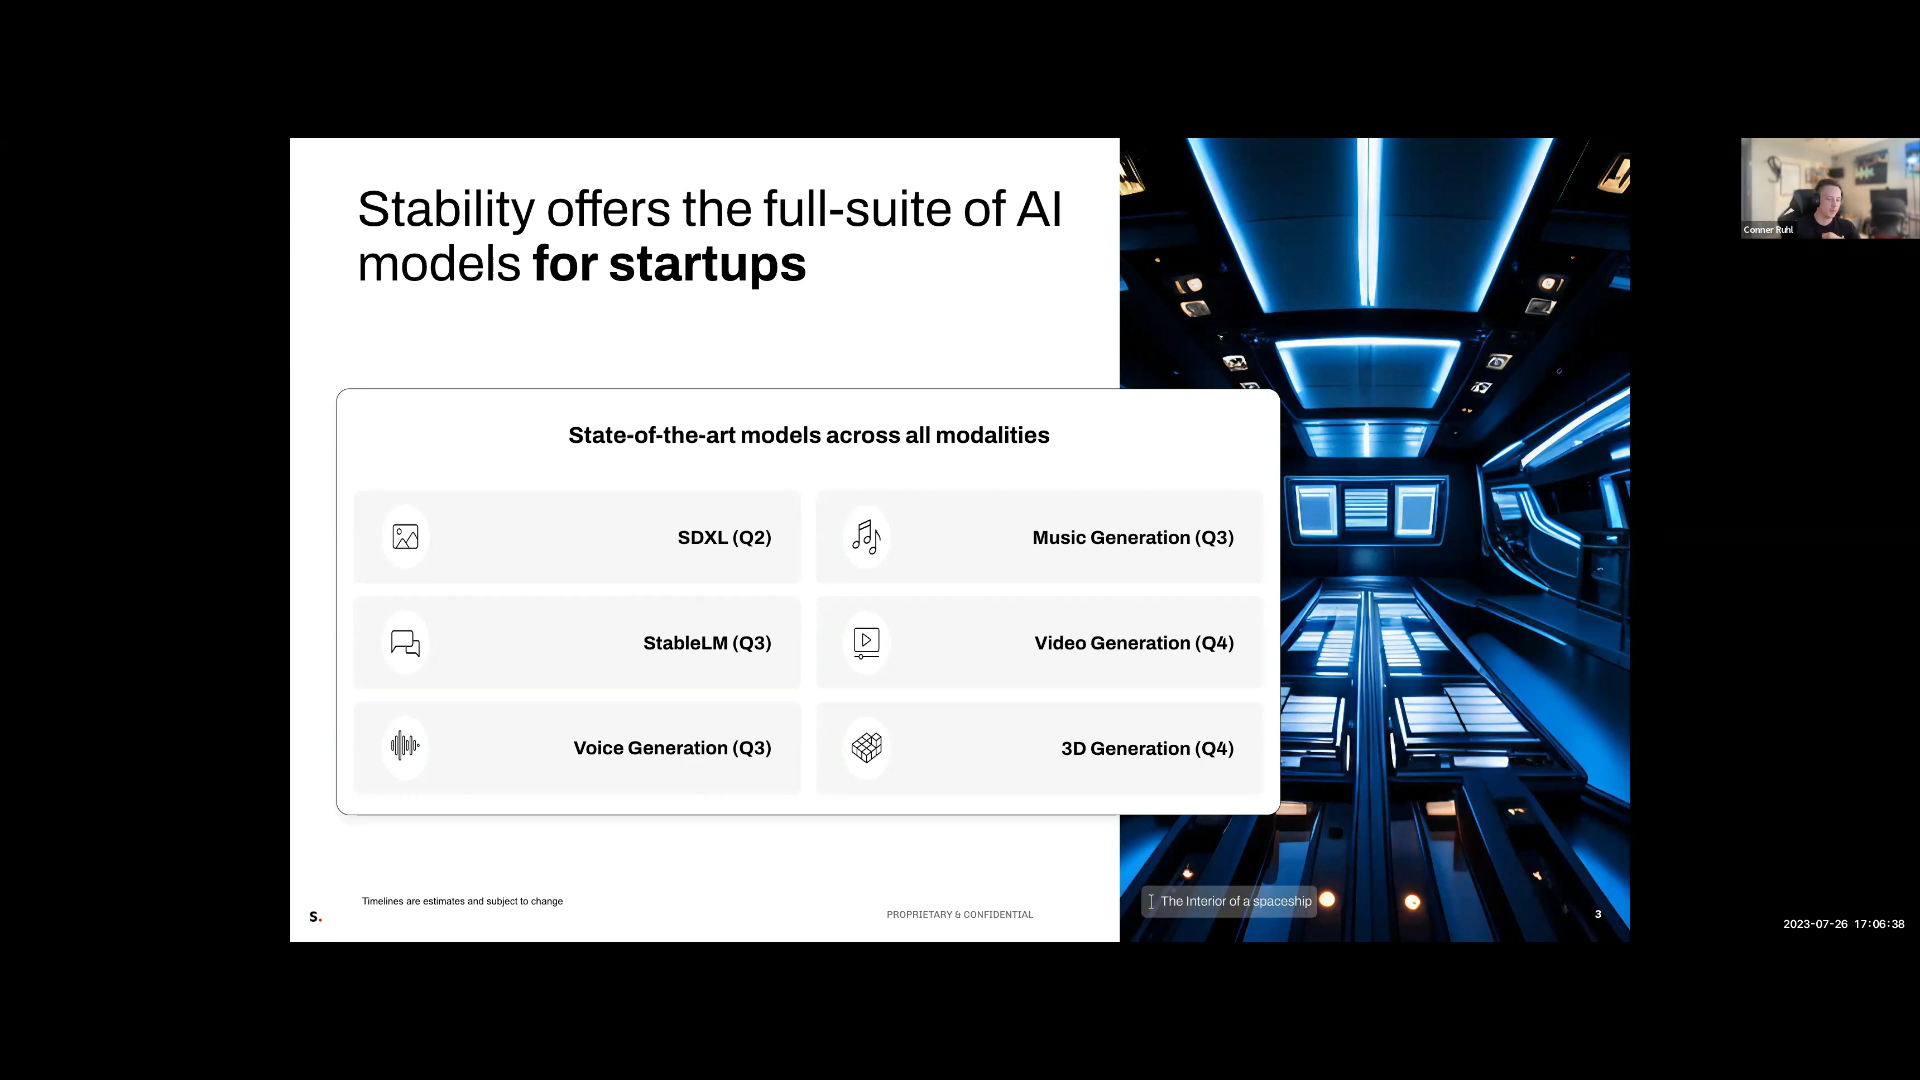 Stability offers the full-suite of AI
models for startups
State-of-the-art models across all modalities
SDXL (Q2)
Music Generation (Q3)
StableLM (Q3)
Video Generation (Q4)
Voice Generation (Q3)
3D Generation (Q4)
Timelines are estimates and subject to change
s.
PROPRIETARY & CONFIDENTIAL
The Interior of a spaceship
3
Conner Ruhl
2023-07-26 17:06:38